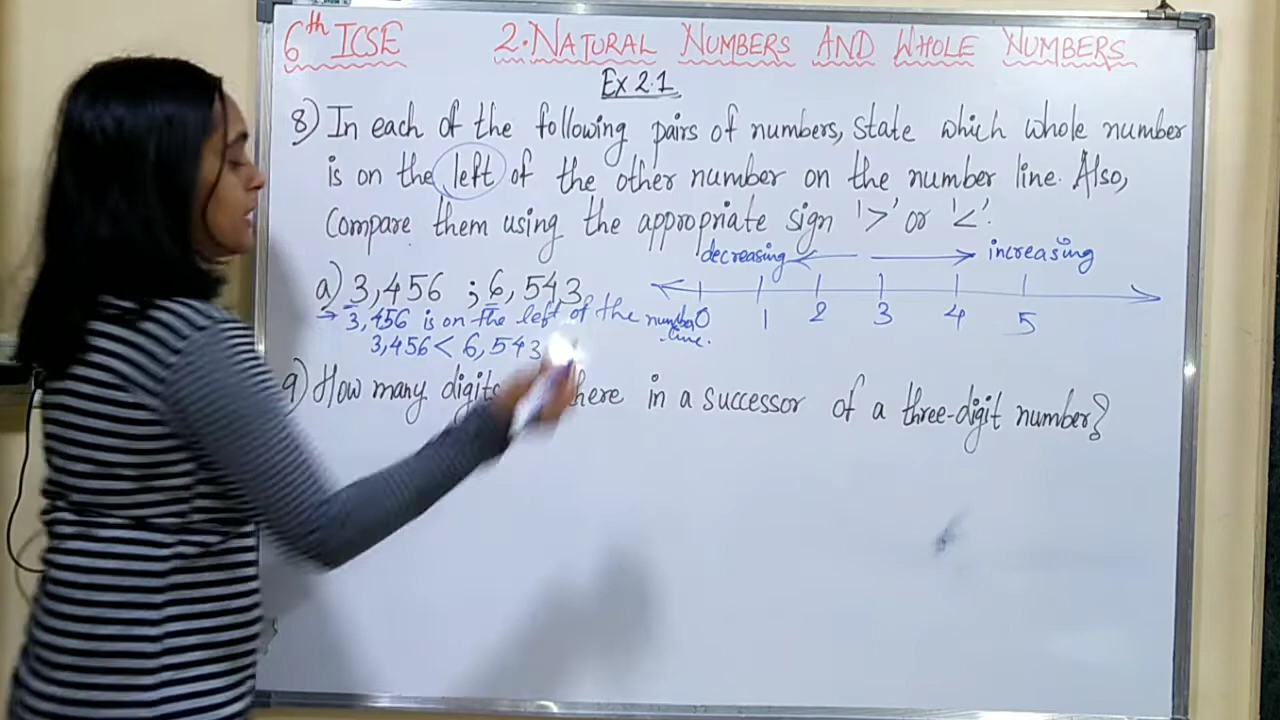 6th ICSE 2. NATURAL NUMBERS AND WHOLE NUMBERS
Ex 2.1
8) In each of the following pairs of numbers, state which whole number
is on the left of the other number on the number line. Also,
Compare them using the appropriate sign '>' or '<'.
decreasing increasing
a) 3,456 ; 6,543
→ 3,456 is on the left of the number
line.
0 1 2 3 4 5
3,456 < 6,543
9) How many digits here in a successor of a three-digit number?